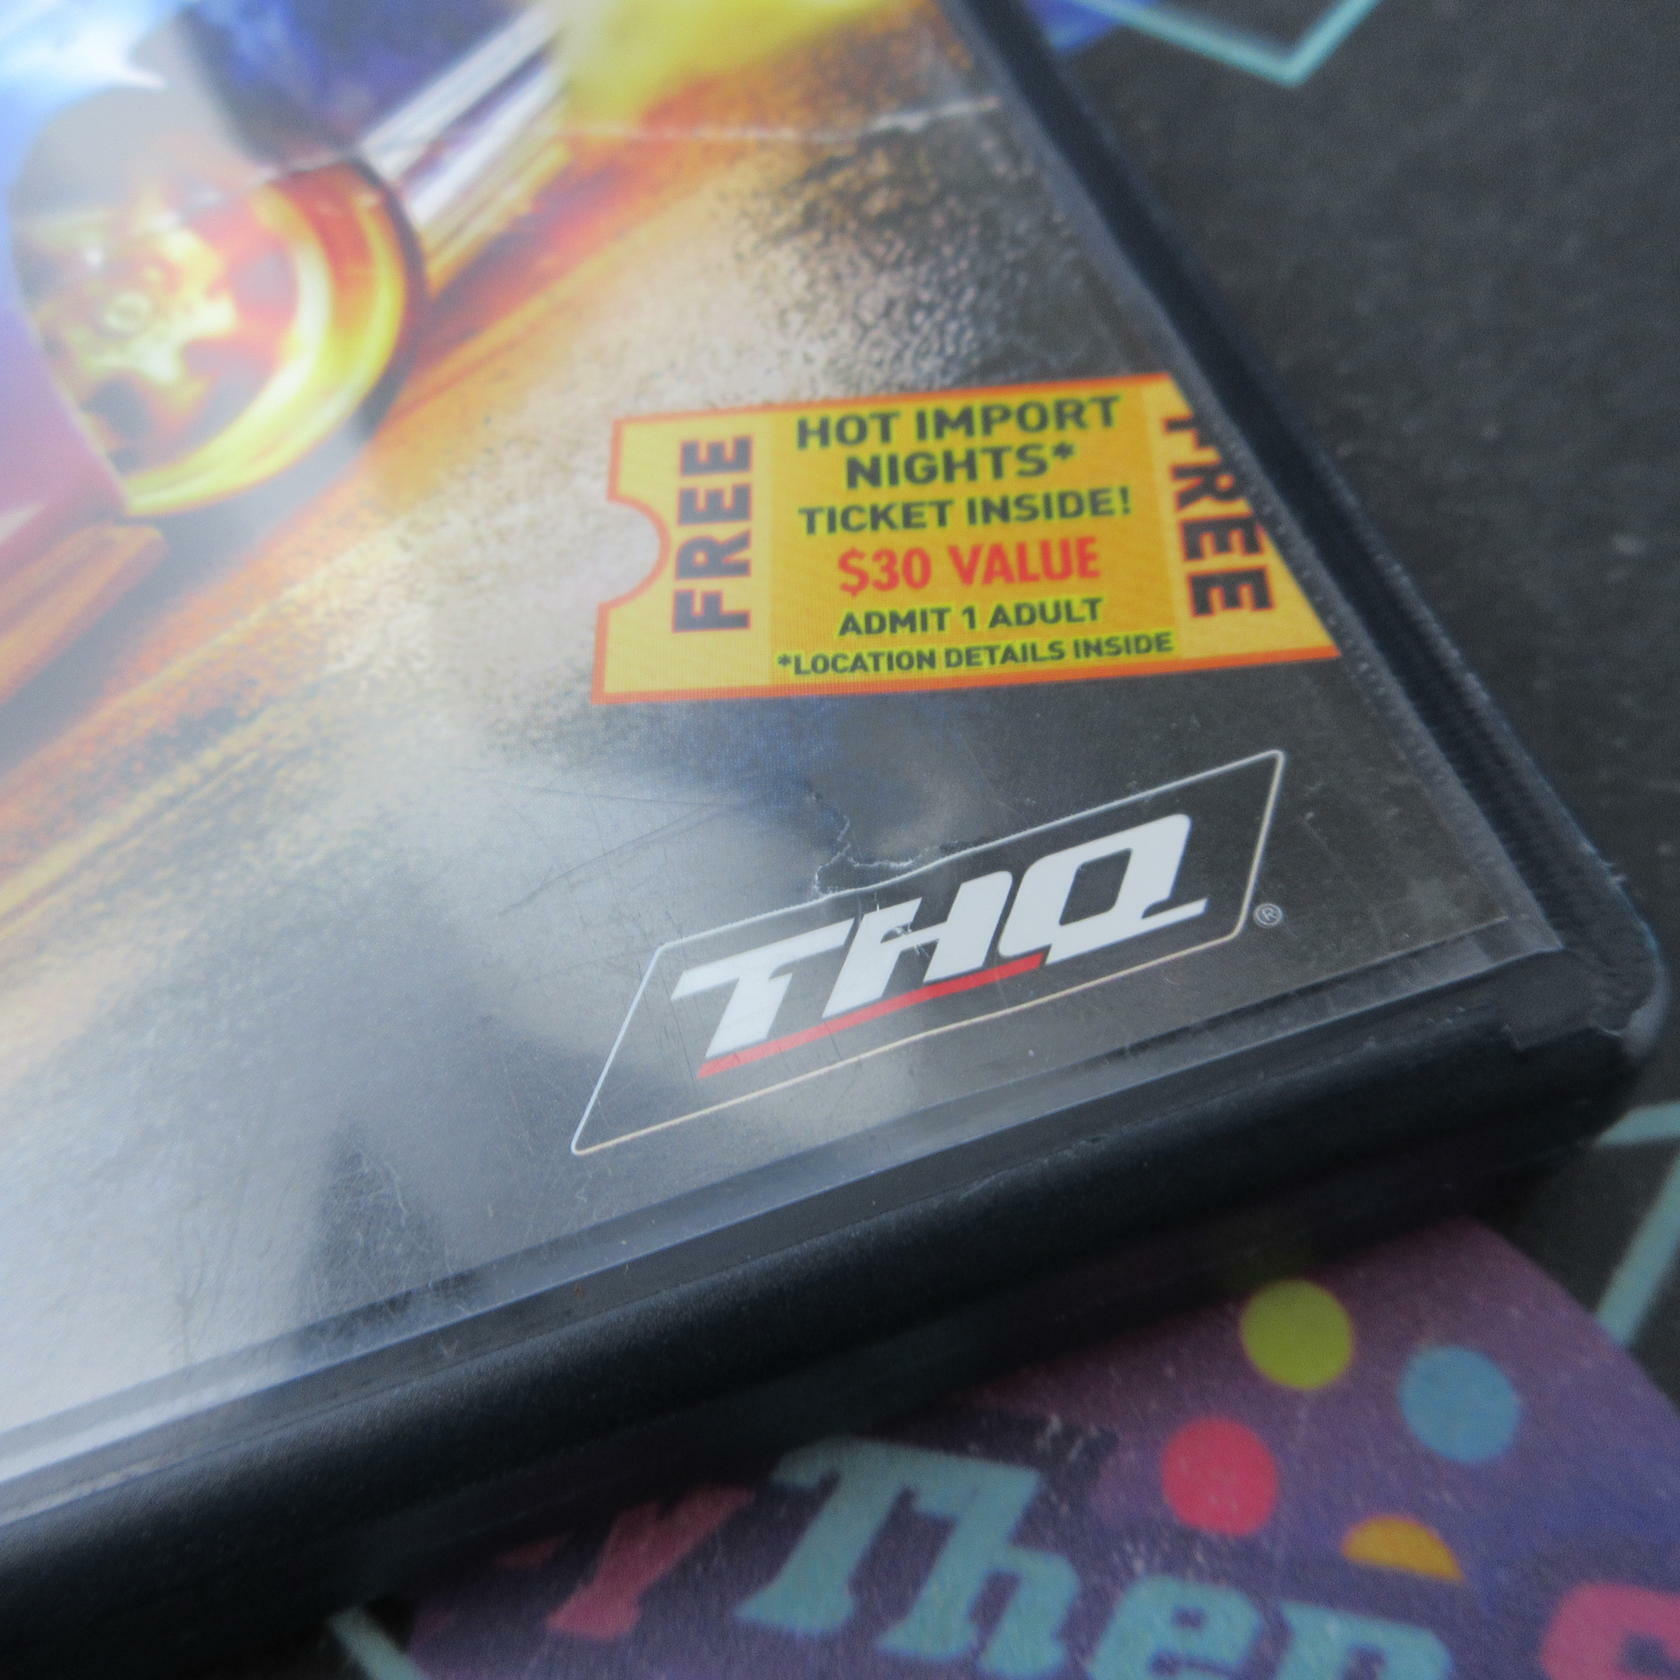 FREE
HOT IMPORT
NIGHTS*
TICKET INSIDE!
$30 VALUE
ADMIT 1 ADULT
*LOCATION DETAILS INSIDE
FREE
THQ®
Then